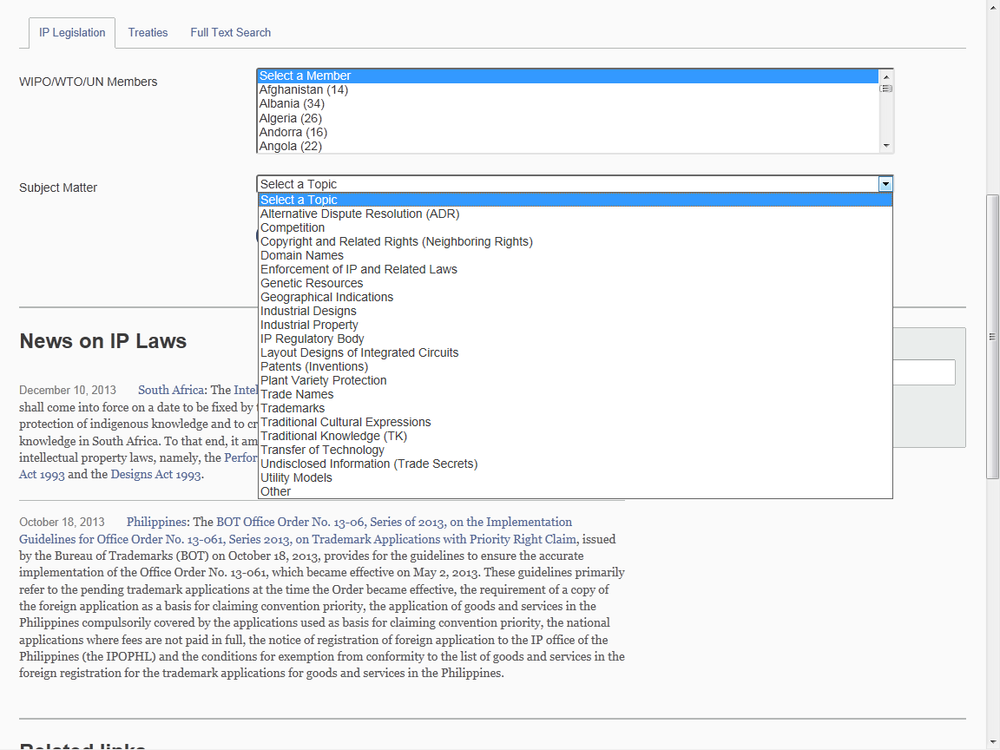 IP Legislation Treaties Full Text Search
WIPO/WTO/UN Members
Select a Member
Afghanistan (14)
Albania (34)
Algeria (26)
Andorra (16)
Angola (22)
Subject Matter
Select a Topic
Select a Topic
Alternative Dispute Resolution (ADR)
Competition
Copyright and Related Rights (Neighboring Rights)
Domain Names
Enforcement of IP and Related Laws
Genetic Resources
Geographical Indications
Industrial Designs
Industrial Property
IP Regulatory Body
Layout Designs of Integrated Circuits
Patents (Inventions)
Plant Variety Protection
Trade Names
Trademarks
Traditional Cultural Expressions
Traditional Knowledge (TK)
Transfer of Technology
Undisclosed Information (Trade Secrets)
Utility Models
Other
News on IP Laws
December 10, 2013 South Africa: The
shall come into force on a date to be fixed by
protection of indigenous knowledge and to
knowledge in South Africa. To that end, it
intellectual property laws, namely, the
Act 1993 and the Designs Act 1993.
October 18, 2013 Philippines: The BOT Office Order No. 13-06, Series of 2013, on the Implementation
Guidelines for Office Order No. 13-061, Series 2013, on Trademark Applications with Priority Right Claim, issued
by the Bureau of Trademarks (BOT) on October 18, 2013, provides for the guidelines to ensure the accurate
implementation of the Office Order No. 13-061, which became effective on May 2, 2013. These guidelines primarily
refer to the pending trademark applications at the time the Order became effective, the requirement of a copy of
the foreign application as a basis for claiming convention priority, the application of goods and services in the
Philippines compulsorily covered by the applications used as basis for claiming convention priority, the national
applications where fees are not paid in full, the notice of registration of foreign application to the IP office of the
Philippines (the IPOPHL) and the conditions for exemption from conformity to the list of goods and services in the
foreign registration for the trademark applications for goods and services in the Philippines.
Related links